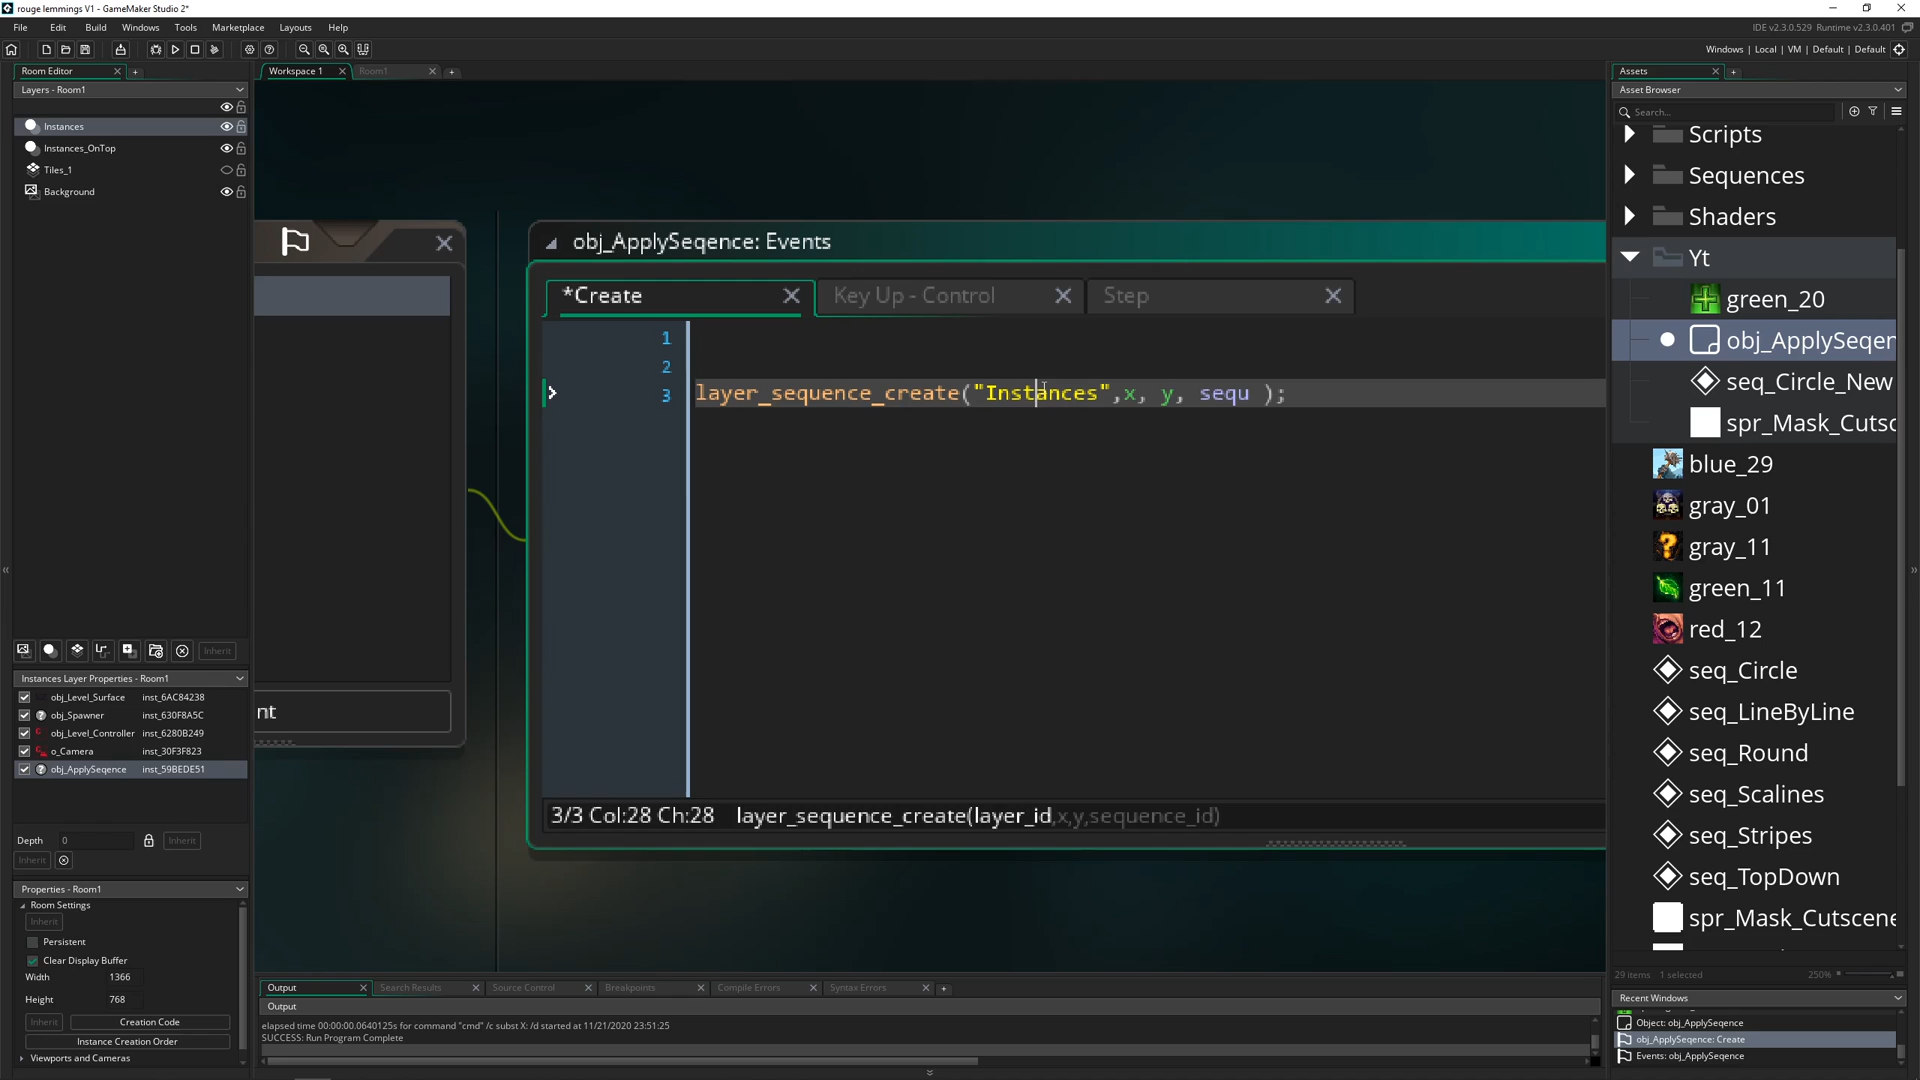 rouge lemmings V1 - GameMaker Studio 2*
File Edit Build Windows Tools Marketplace Layouts Help
IDE v2.3.0.529 Runtime v2.3.0.401
Windows | Local | VM | Default | Default
Room Editor
Workspace 1
Room1
Assets
Layers - Room1
Asset Browser
Search...
Instances
Instances_OnTop
Tiles_1
Background
Scripts
Sequences
Shaders
Yt
green_20
obj_ApplySeqen
seq_Circle_New
spr_Mask_Cutsc
blue_29
gray_01
gray_11
green_11
red_12
seq_Circle
seq_LineByLine
seq_Round
seq_Scalines
seq_Stripes
seq_TopDown
spr_Mask_Cutscene
29 items 1 selected 250%
obj_ApplySeqence: Events
*Create
Key Up - Control
Step
1
2
3 layer_sequence_create("Instances",x, y, sequ );
3/3 Col:28 Ch:28 layer_sequence_create(layer_id,x,y,sequence_id)
nt
Inherit
Instances Layer Properties - Room1
obj_Level_Surface inst_6AC84238
obj_Spawner inst_630F8A5C
obj_Level_Controller inst_6280B249
o_Camera inst_30F3F823
obj_ApplySeqence inst_59BEDE51
Depth 0 Inherit
Inherit
Properties - Room1
Room Settings
Inherit
Persistent
Clear Display Buffer
Width 1366
Height 768
Inherit Creation Code
Instance Creation Order
Viewports and Cameras
Output Search Results Source Control Breakpoints Compile Errors Syntax Errors
Output
elapsed time 00:00:00.0640125s for command "cmd" /c subst X: /d started at 11/21/2020 23:51:25
SUCCESS: Run Program Complete
Recent Windows
Object: obj_ApplySeqence
obj_ApplySeqence: Create
Events: obj_ApplySeqence